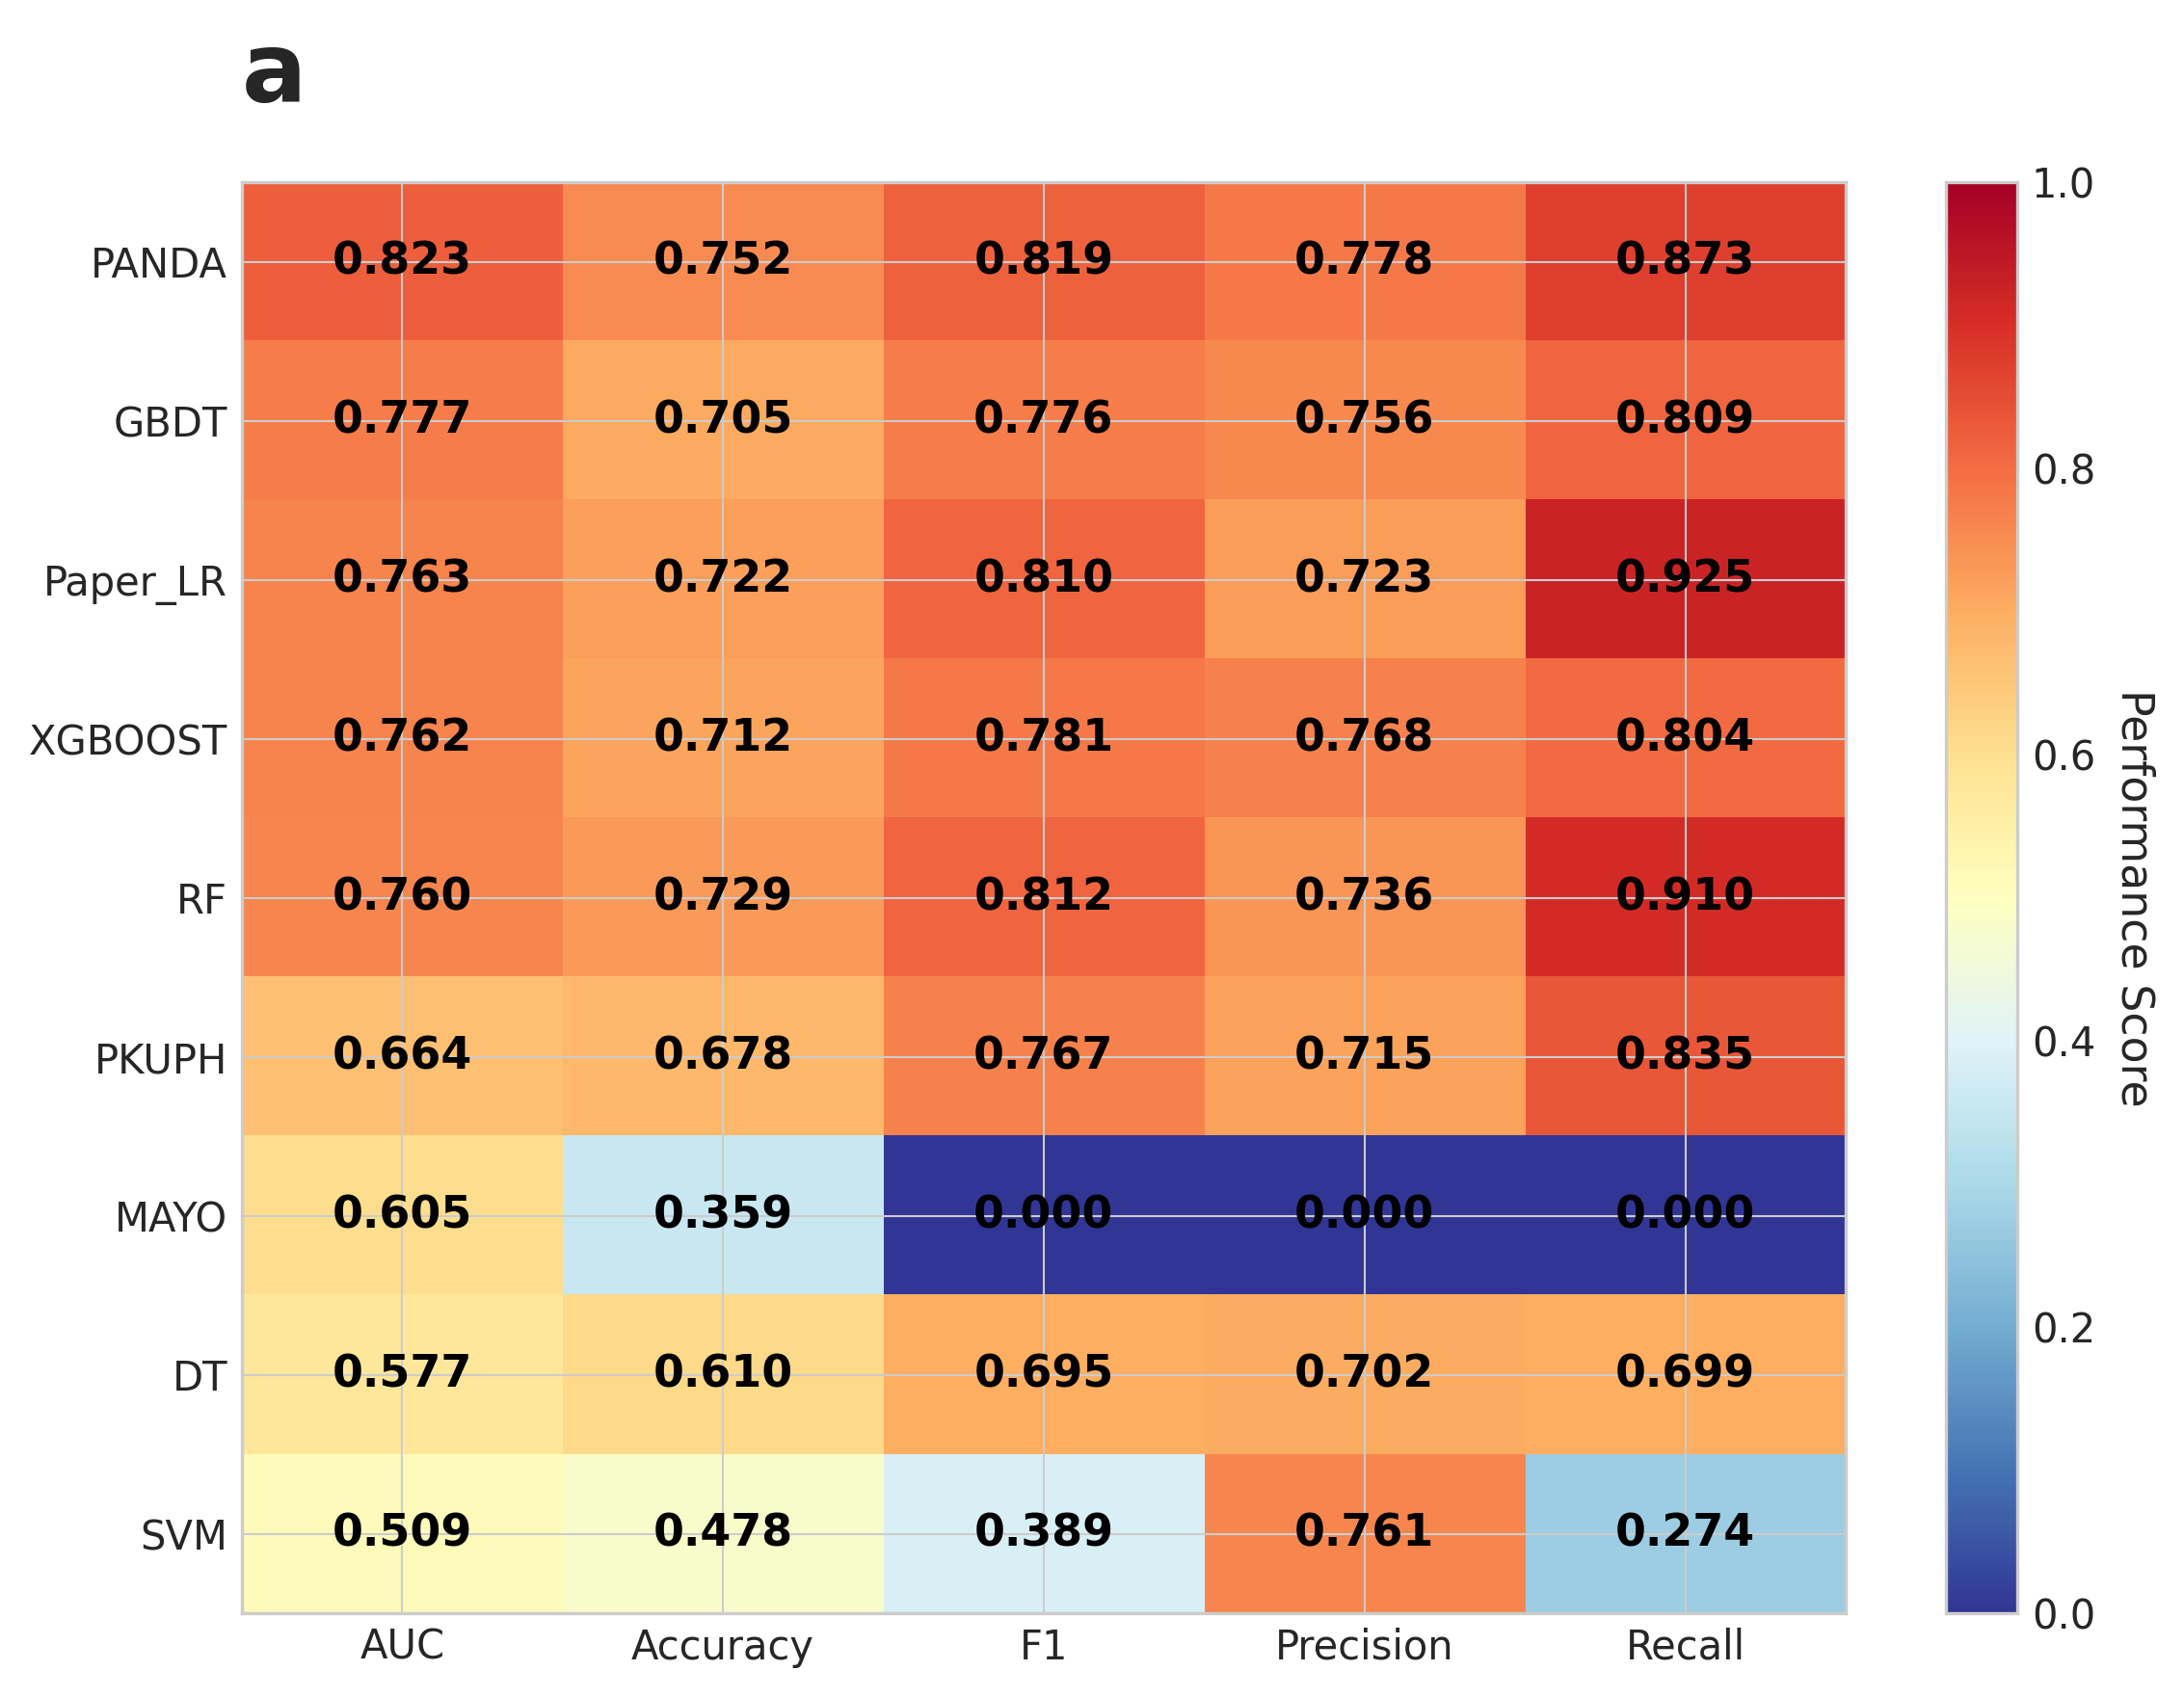 a
PANDA 0.823 0.752 0.819 0.778 0.873
GBDT 0.777 0.705 0.776 0.756 0.809
Paper_LR 0.763 0.722 0.810 0.723 0.925
XGBOOST 0.762 0.712 0.781 0.768 0.804
RF 0.760 0.729 0.812 0.736 0.910
PKUPH 0.664 0.678 0.767 0.715 0.835
MAYO 0.605 0.359 0.000 0.000 0.000
DT 0.577 0.610 0.695 0.702 0.699
SVM 0.509 0.478 0.389 0.761 0.274
AUC Accuracy F1 Precision Recall
1.0
0.8
0.6
0.4
0.2
0.0
Performance Score